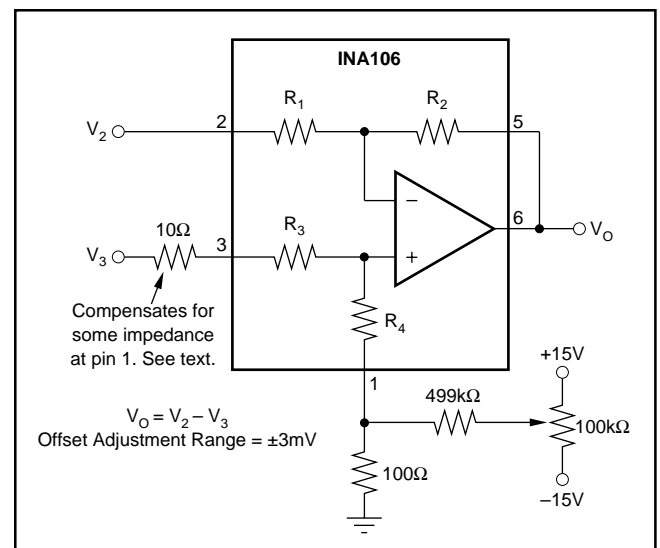 INA106
R1
R2
V2
2
5
10Ω
R3
6
VO
V3
3
−
+
Compensates for
some impedance
at pin 1. See text.
R4
+15V
1
499kΩ
VO = V2 – V3
100kΩ
Offset Adjustment Range = ±3mV
100Ω
–15V